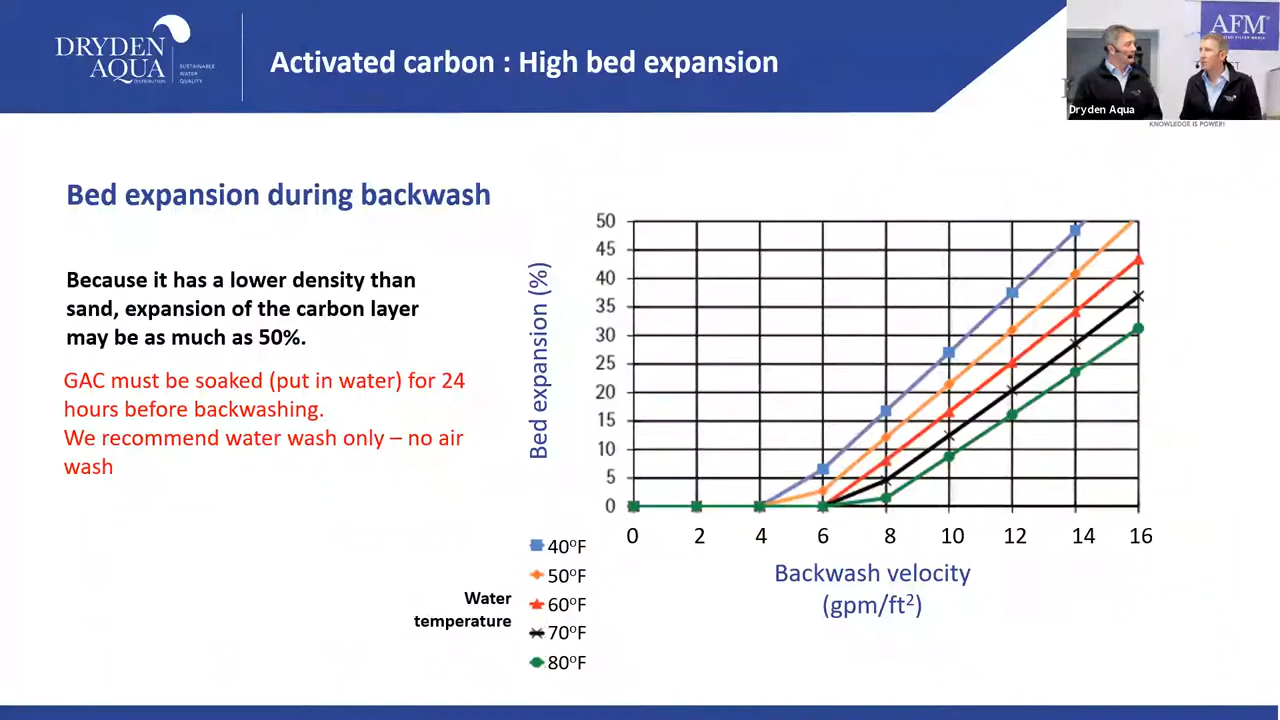 DRYDEN
AQUA
DISTRIBUTION
SUSTAINABLE
WATER
QUALITY
Activated carbon : High bed expansion
AFM
Dryden Aqua
KNOWLEDGE IS POWER!
Bed expansion during backwash
Because it has a lower density than
sand, expansion of the carbon layer
may be as much as 50%.
GAC must be soaked (put in water) for 24
hours before backwashing.
We recommend water wash only – no air
wash
Bed expansion (%)
50
45
40
35
30
25
20
15
10
5
0
0 2 4 6 8 10 12 14 16
Backwash velocity
(gpm/ft²)
Water
temperature
40ºF
50ºF
60ºF
70ºF
80ºF